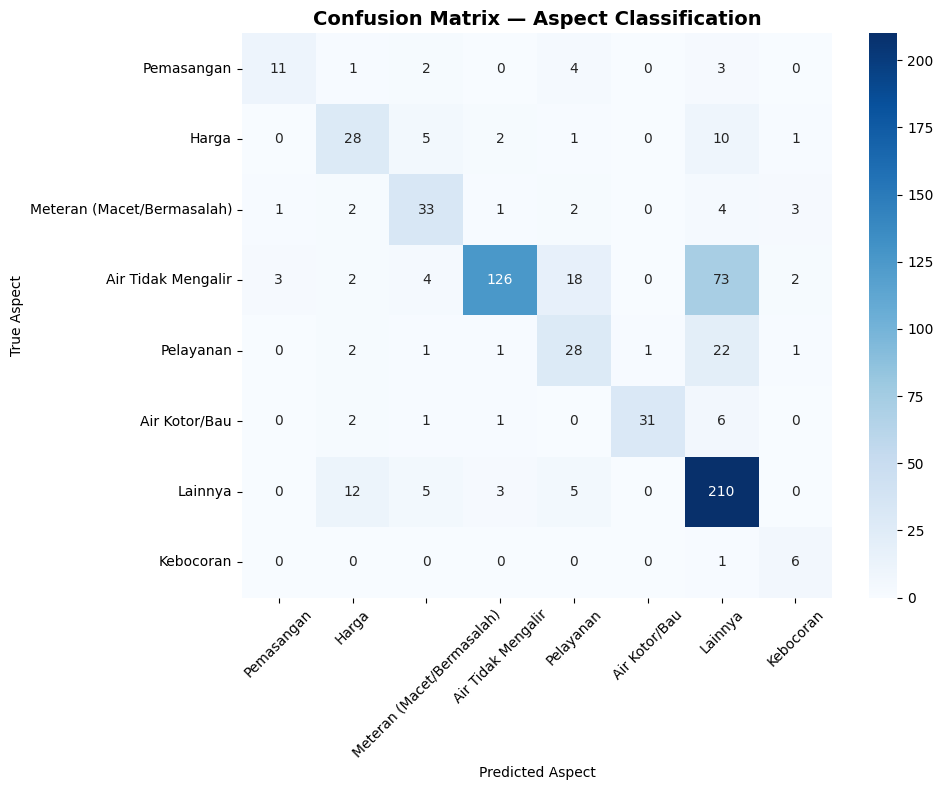 Confusion Matrix — Aspect Classification
True Aspect
Pemasangan 11 1 2 0 4 0 3 0
Harga 0 28 5 2 1 0 10 1
Meteran (Macet/Bermasalah) 1 2 33 1 2 0 4 3
Air Tidak Mengalir 3 2 4 126 18 0 73 2
Pelayanan 0 2 1 1 28 1 22 1
Air Kotor/Bau 0 2 1 1 0 31 6 0
Lainnya 0 12 5 3 5 0 210 0
Kebocoran 0 0 0 0 0 0 1 6
Pemasangan
Harga
Meteran (Macet/Bermasalah)
Air Tidak Mengalir
Pelayanan
Air Kotor/Bau
Lainnya
Kebocoran
Predicted Aspect
200
175
150
125
100
75
50
25
0